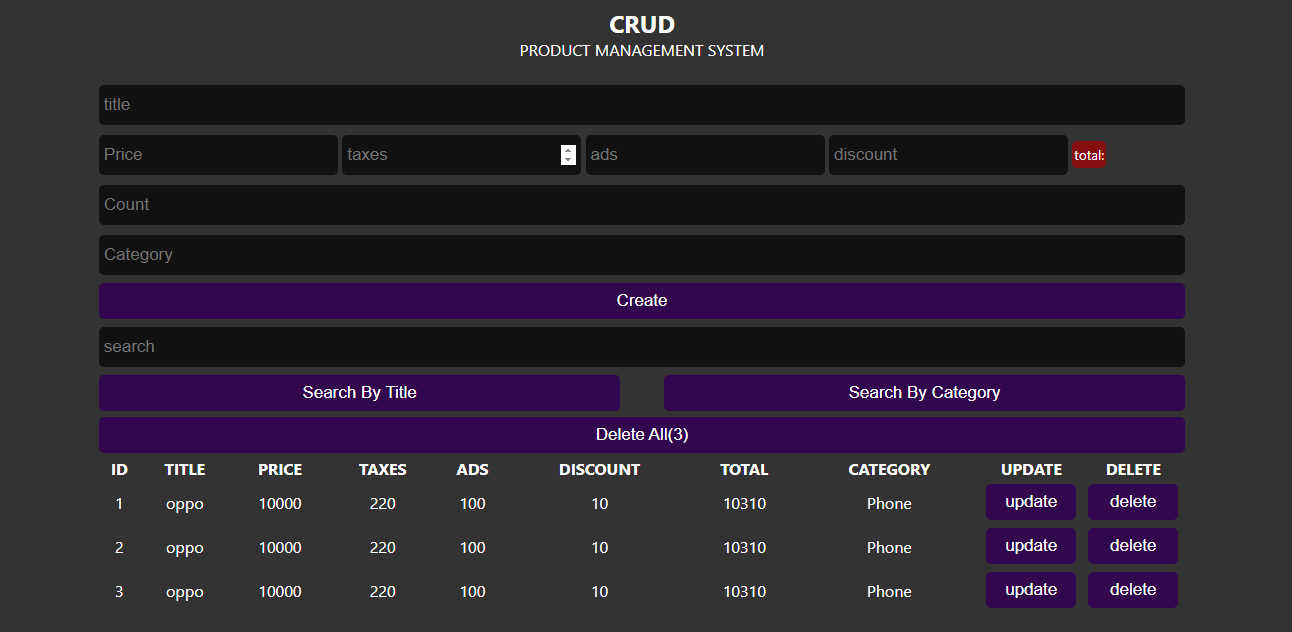 CRUD
PRODUCT MANAGEMENT SYSTEM
title
Price taxes ads discount total:
Count
Category
Create
search
Search By Title Search By Category
Delete All(3)
ID TITLE PRICE TAXES ADS DISCOUNT TOTAL CATEGORY UPDATE DELETE
1 oppo 10000 220 100 10 10310 Phone update delete
2 oppo 10000 220 100 10 10310 Phone update delete
3 oppo 10000 220 100 10 10310 Phone update delete